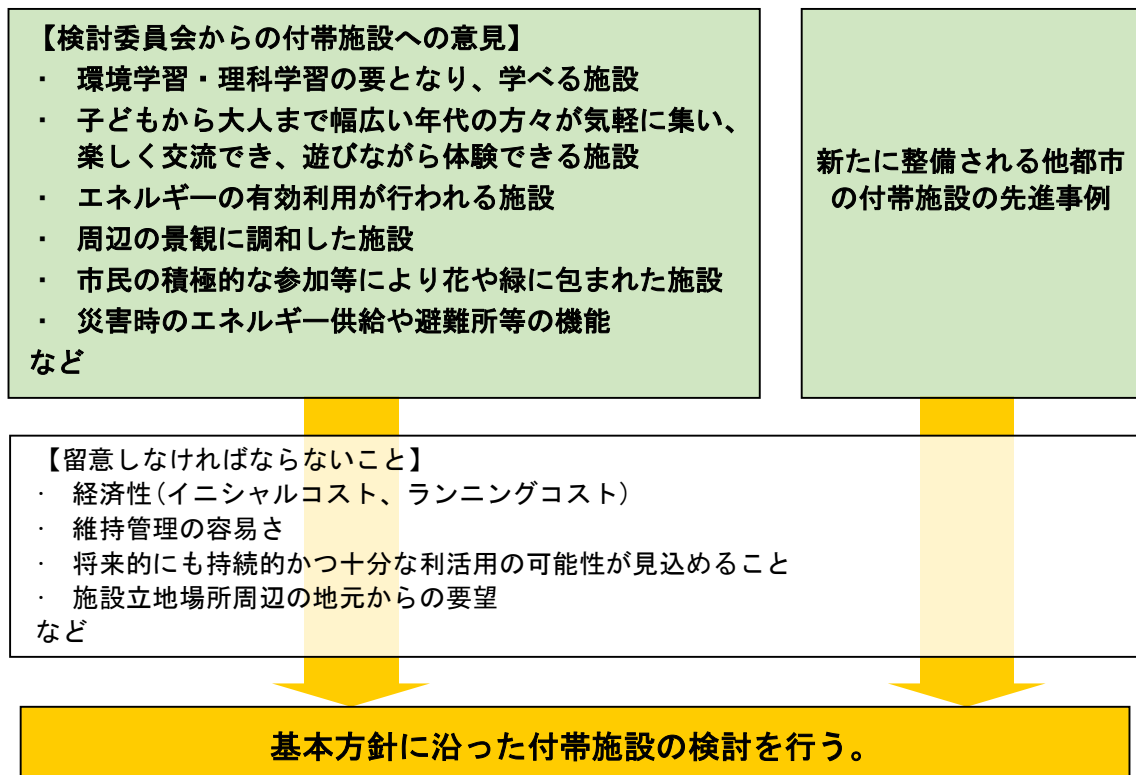 【検討委員会からの付帯施設への意見】
・ 環境学習・理科学習の要となり、学べる施設
・ 子どもから大人まで幅広い年代の方々が気軽に集い、
楽しく交流でき、遊びながら体験できる施設
・ エネルギーの有効利用が行われる施設
・ 周辺の景観に調和した施設
・ 市民の積極的な参加等により花や緑に包まれた施設
・ 災害時のエネルギー供給や避難所等の機能
など
新たに整備される他都市
の付帯施設の先進事例
【留意しなければならないこと】
・ 経済性(イニシャルコスト、ランニングコスト)
・ 維持管理の容易さ
・ 将来的にも持続的かつ十分な利活用の可能性が見込めること
・ 施設立地場所周辺の地元からの要望
など
基本方針に沿った付帯施設の検討を行う。